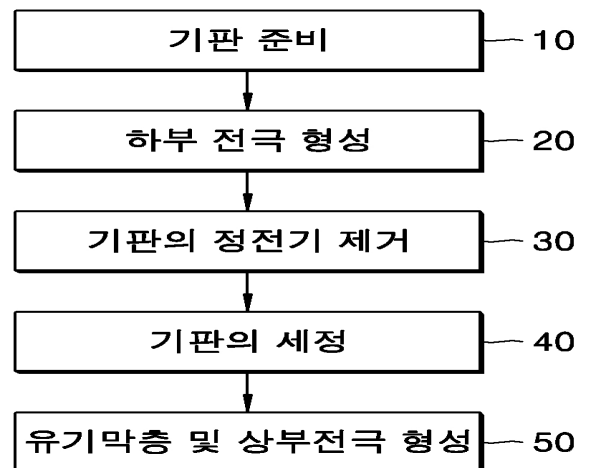 기판 준비 10
하부 전극 형성 20
기판의 정전기 제거 30
기판의 세정 40
유기막층 및 상부전극 형성 50